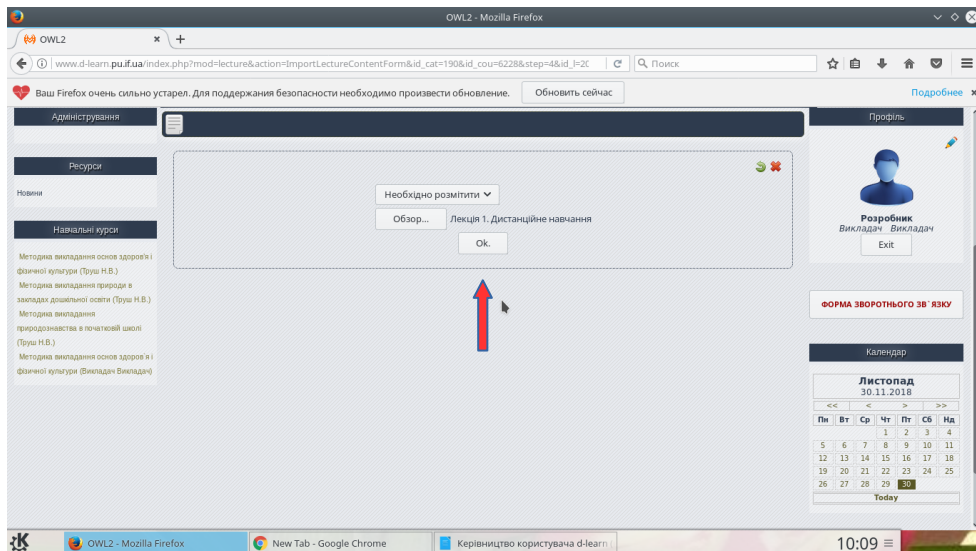 OWL2 - Mozilla Firefox
OWL2
www.d-learn.pu.if.ua/index.php?mod=lecture&action=ImportLectureContentForm&id_cat=190&id_cou=6228&step=4&id_l=20
Поиск
Ваш Firefox очень сильно устарел. Для поддержания безопасности необходимо произвести обновление.
Обновить сейчас
Подробнее
Адміністрування
Ресурси
Новини
Навчальні курси
Методика викладання основ здоров'я і
фізичної культури (Труш Н.В.)
Методика викладання природи в
закладах дошкільної освіти (Труш Н.В.)
Методика викладання
природознавства в початковій школі
(Труш Н.В.)
Методика викладання основ здоров`я і
фізичної культури (Викладач Викладач)
Необхідно розмітити
Обзор...
Лекція 1. Дистанційне навчання
Ok.
Профіль
Розробник
Викладач Викладач
Exit
ФОРМА ЗВОРОТНЬОГО ЗВ`ЯЗКУ
Календар
Листопад
30.11.2018
<< < > >>
Пн Вт Ср Чт Пт Сб Нд
1 2 3 4
5 6 7 8 9 10 11
12 13 14 15 16 17 18
19 20 21 22 23 24 25
26 27 28 29 30
Today
OWL2 - Mozilla Firefox
New Tab - Google Chrome
Керівництво користувача d-learn
10:09